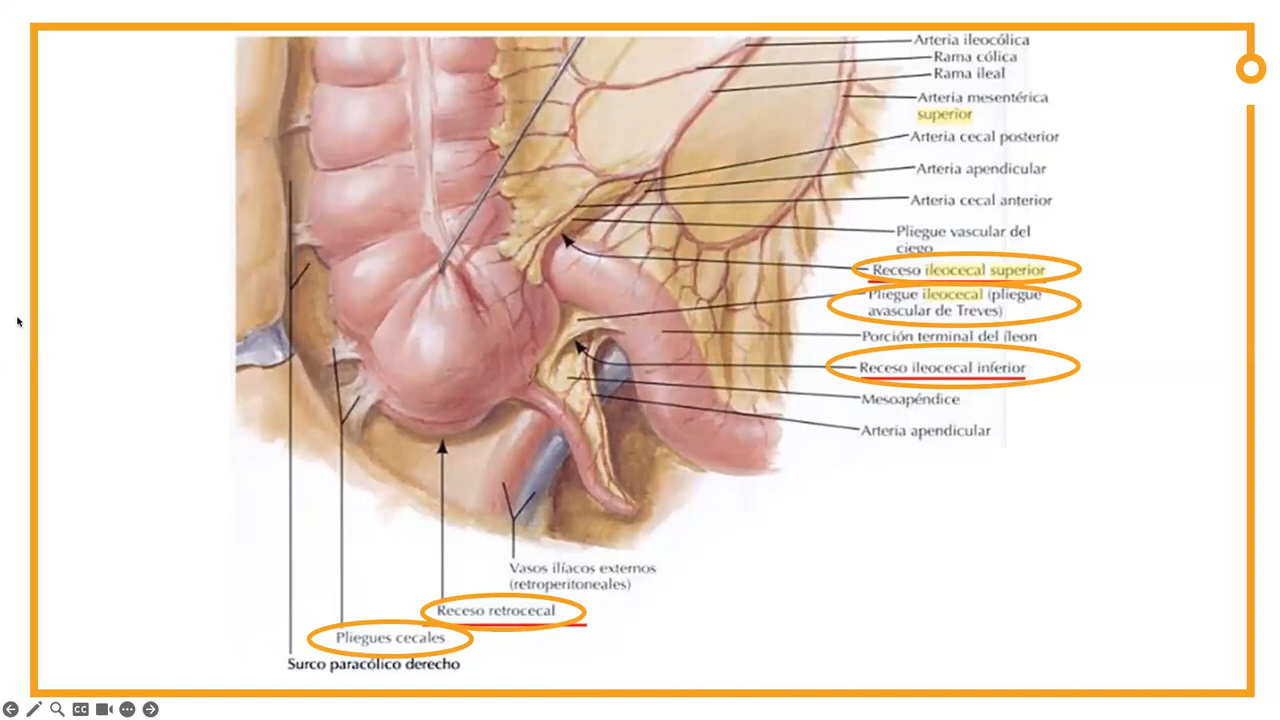 Arteria ileocólica
Rama cólica
Rama ileal
Arteria mesentérica
superior
Arteria cecal posterior
Arteria apendicular
Arteria cecal anterior
Pliegue vascular del
ciego
Receso ileocecal superior
Pliegue ileocecal (pliegue
avascular de Treves)
Porción terminal del íleon
Receso ileocecal inferior
Mesoapéndice
Arteria apendicular
Vasos ilíacos externos
(retroperitoneales)
Receso retrocecal
Pliegues cecales
Surco paracólico derecho
CC